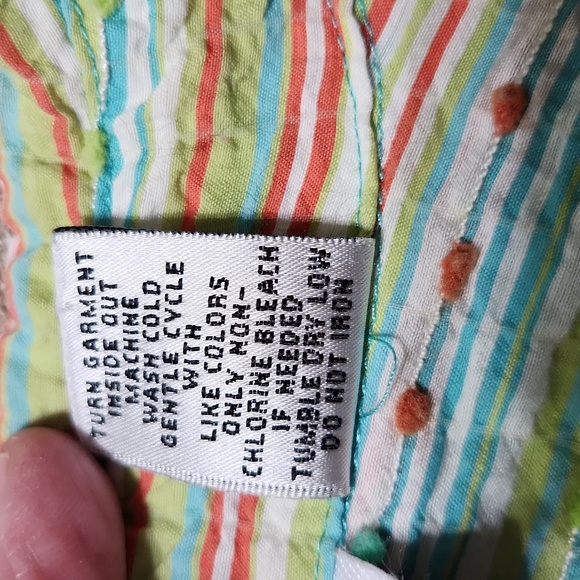 TURN GARMENT
INSIDE OUT
MACHINE
WASH COLD
GENTLE CYCLE
WITH
LIKE COLORS
ONLY NON-
CHLORINE BLEACH
IF NEEDED
TUMBLE DRY LOW
DO NOT IRON